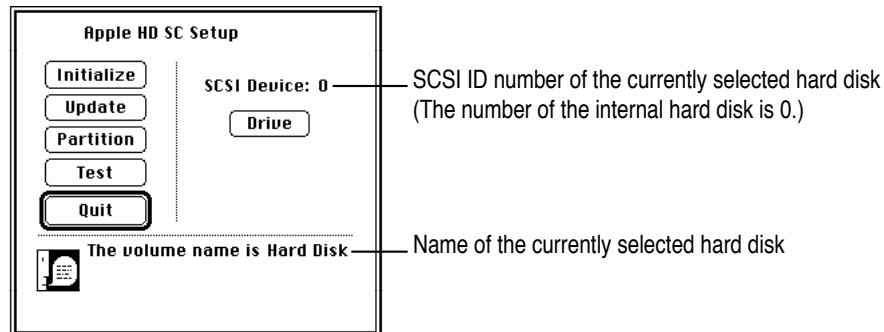 Apple HD SC Setup
Initialize
Update
Partition
Test
Quit
SCSI Device: 0
Drive
The volume name is Hard Disk
SCSI ID number of the currently selected hard disk
(The number of the internal hard disk is 0.)
Name of the currently selected hard disk